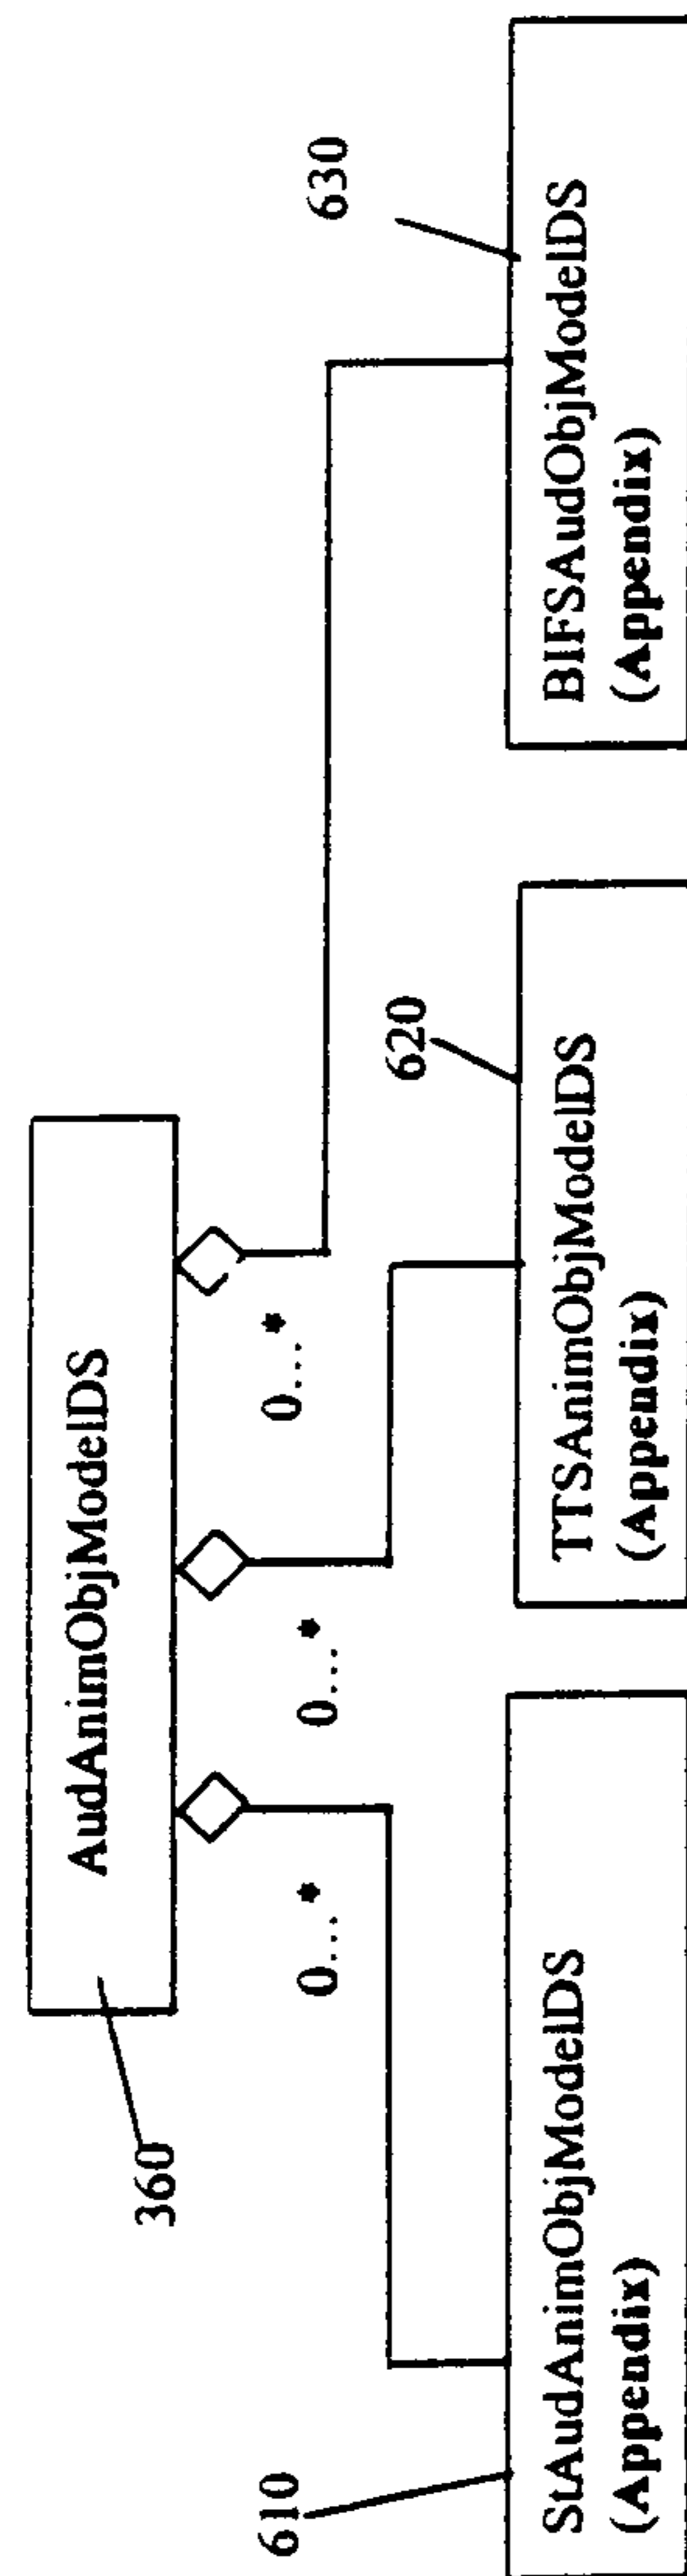 360
AudAnimObjModelDS
0...*
0...*
0...*
610
StAudAnimObjModelDS
(Appendix)
620
TTSAnimObjModelDS
(Appendix)
630
BIFSAudObjModelDS
(Appendix)